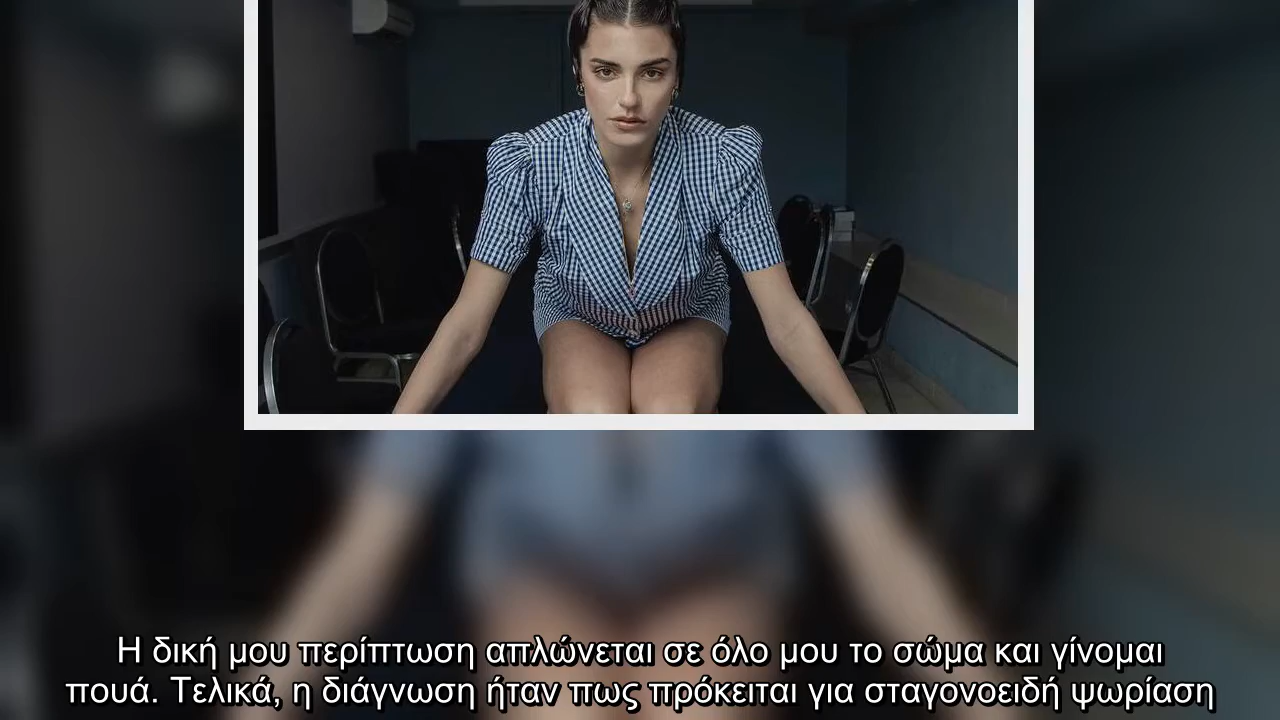 Η δική μου περίπτωση απλώνεται σε όλο μου το σώμα και γίνομαι
πουά. Τελικά, η διάγνωση ήταν πως πρόκειται για σταγονοειδή ψωρίαση